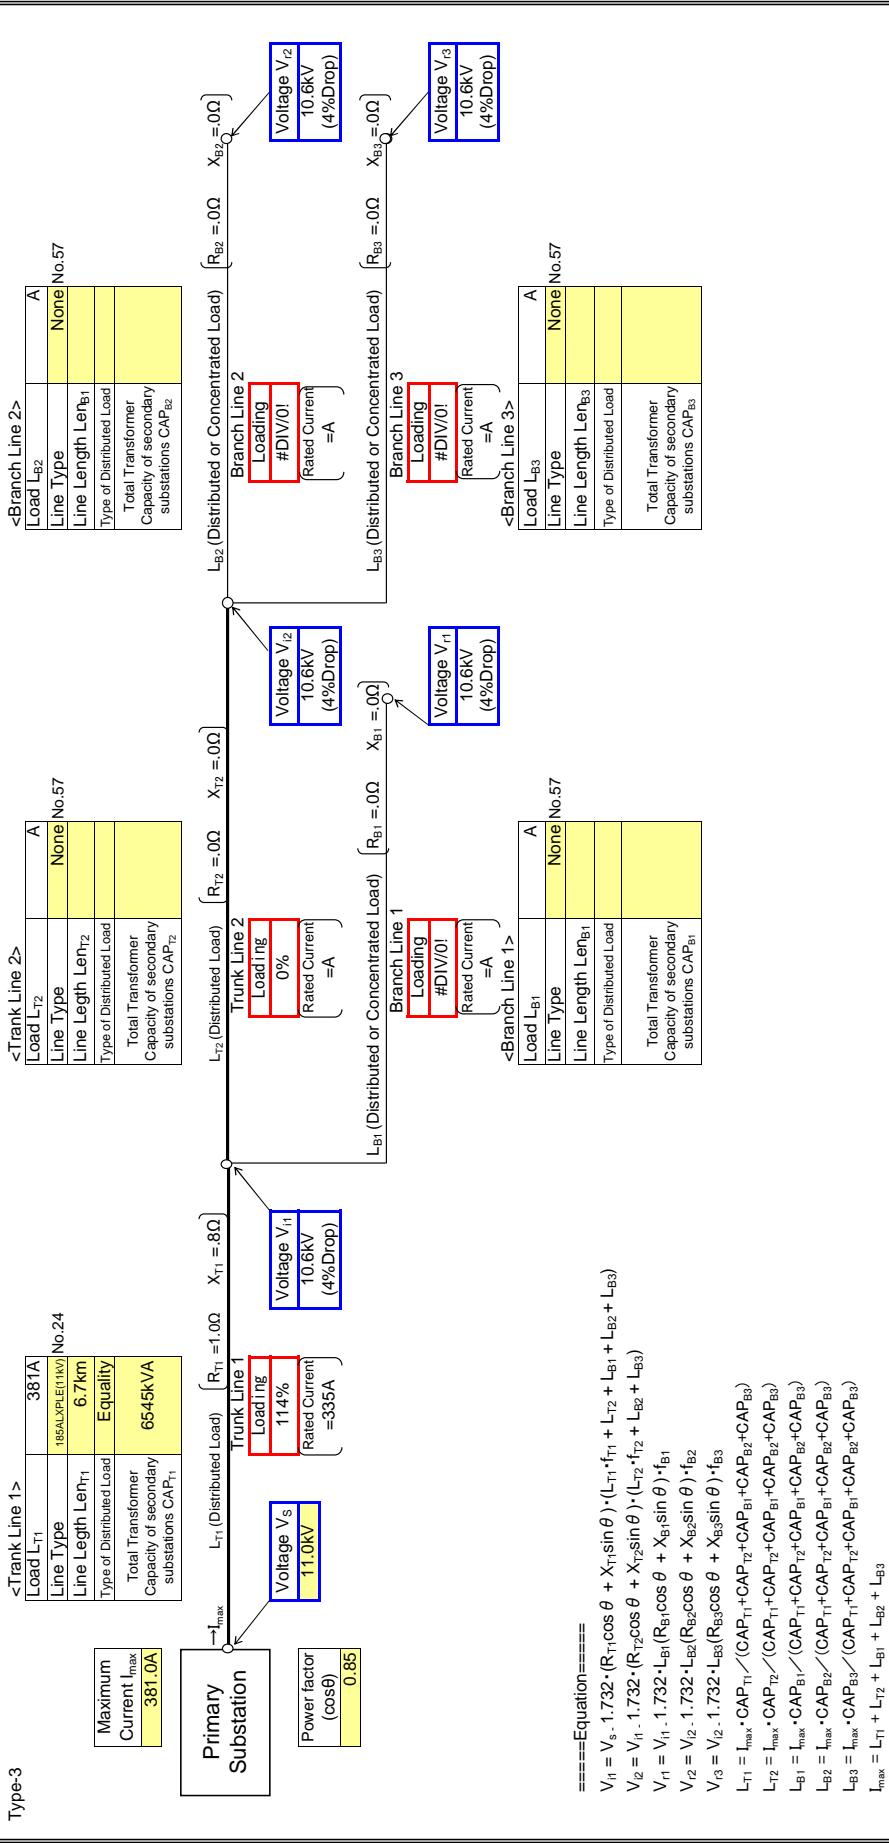 Type-3
<Trank Line 1>
Load LT1 381A
Line Type 185ALXPLE(11kV) No.24
Line Legth LenT1 6.7km
Type of Distributed Load Equality
Total Transformer
Capacity of secondary
substations CAPT1 6545kVA
<Trank Line 2>
Load LT2 A
Line Type None No.57
Line Legth LenT2
Type of Distributed Load
Total Transformer
Capacity of secondary
substations CAPT2
<Branch Line 2>
Load LB2 A
Line Type None No.57
Line Length LenB1
Type of Distributed Load
Total Transformer
Capacity of secondary
substations CAPB2
Maximum
Current Imax
381.0A
Primary
Substation
→Imax
Power factor
(cosθ)
0.85
Voltage VS
11.0kV
LT1 (Distributed Load) RT1 =1.0Ω XT1 =.8Ω
Trunk Line 1
Loading
114%
Rated Current
=335A
Voltage Vi1
10.6kV
(4%Drop)
LT2 (Distributed Load) RT2 =.0Ω XT2 =.0Ω
Trunk Line 2
Loading
0%
Rated Current
=A
Voltage Vi2
10.6kV
(4%Drop)
LB2 (Distributed or Concentrated Load) RB2 =.0Ω XB2 =.0Ω
Branch Line 2
Loading
#DIV/0!
Rated Current
=A
Voltage Vr2
10.6kV
(4%Drop)
LB1 (Distributed or Concentrated Load) RB1 =.0Ω XB1 =.0Ω
Branch Line 1
Loading
#DIV/0!
Rated Current
=A
Voltage Vr1
10.6kV
(4%Drop)
LB3 (Distributed or Concentrated Load) RB3 =.0Ω XB3 =.0Ω
Branch Line 3
Loading
#DIV/0!
Rated Current
=A
Voltage Vr3
10.6kV
(4%Drop)
<Branch Line 1>
Load LB1 A
Line Type None No.57
Line Length LenB1
Type of Distributed Load
Total Transformer
Capacity of secondary
substations CAPB1
<Branch Line 3>
Load LB3 A
Line Type None No.57
Line Length LenB3
Type of Distributed Load
Total Transformer
Capacity of secondary
substations CAPB3
=====Equation=====
Vi1 = Vs - 1.732・(RT1cosθ + XT1sinθ)・(LT1・fT1 + LT2 + LB1 + LB2 + LB3)
Vi2 = Vi1 - 1.732・(RT2cosθ + XT2sinθ)・(LT2・fT2 + LB2 + LB3)
Vr1 = Vi1 - 1.732・LB1(RB1cosθ + XB1sinθ)・fB1
Vr2 = Vi2 - 1.732・LB2(RB2cosθ + XB2sinθ)・fB2
Vr3 = Vi2 - 1.732・LB3(RB3cosθ + XB3sinθ)・fB3
LT1 = Imax・CAPT1／(CAPT1+CAPT2+CAPB1+CAPB2+CAPB3)
LT2 = Imax・CAPT2／(CAPT1+CAPT2+CAPB1+CAPB2+CAPB3)
LB1 = Imax・CAPB1／(CAPT1+CAPT2+CAPB1+CAPB2+CAPB3)
LB2 = Imax・CAPB2／(CAPT1+CAPT2+CAPB1+CAPB2+CAPB3)
LB3 = Imax・CAPB3／(CAPT1+CAPT2+CAPB1+CAPB2+CAPB3)
Imax = LT1 + LT2 + LB1 + LB2 + LB3